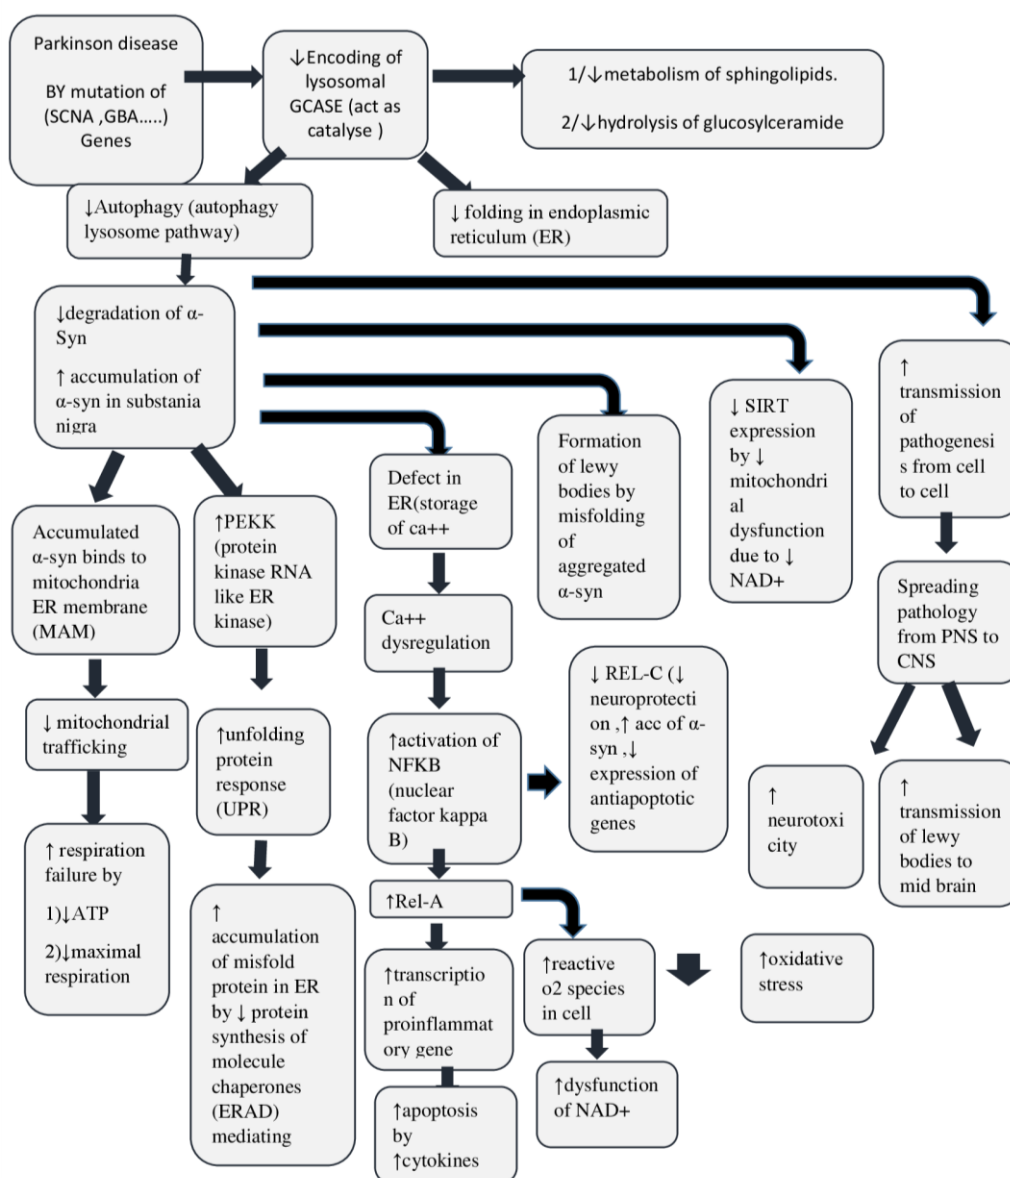 Parkinson disease
BY mutation of
(SCNA ,GBA.....)
Genes
↓Encoding of
lysosomal
GCASE (act as
catalyse )
1/↓metabolism of sphingolipids.
2/↓hydrolysis of glucosylceramide
↓Autophagy (autophagy
lysosome pathway)
↓ folding in endoplasmic
reticulum (ER)
↓degradation of α-
Syn
↑ accumulation of
α-syn in substania
nigra
Accumulated
α-syn binds to
mitochondria
ER membrane
(MAM)
↓ mitochondrial
trafficking
↑ respiration
failure by
1)↓ATP
2)↓maximal
respiration
↑PEKK
(protein
kinase RNA
like ER
kinase)
↑unfolding
protein
response
(UPR)
↑
accumulation
of misfold
protein in ER
by ↓ protein
synthesis of
molecule
chaperones
(ERAD)
mediating
Defect in
ER(storage
of ca++
Ca++
dysregulation
↑activation of
NFKB
(nuclear
factor kappa
B)
↑Rel-A
↑transcriptio
n of
proinflammat
ory gene
↑apoptosis
by
↑cytokines
Formation
of lewy
bodies by
misfolding
of
aggregated
α-syn
↓ REL-C (↓
neuroprotecti
on ,↑ acc of α-
syn ,↓
expression of
antiapoptotic
genes
↑reactive
o2 species
in cell
↑dysfunction
of NAD+
↓ SIRT
expression
by ↓
mitochondri
al
dysfunction
due to ↓
NAD+
↑
transmission
of
pathogenesi
s from cell
to cell
Spreading
pathology
from PNS to
CNS
↑
neurotoxi
city
↑
transmission
of lewy
bodies to
mid brain
↑oxidative
stress